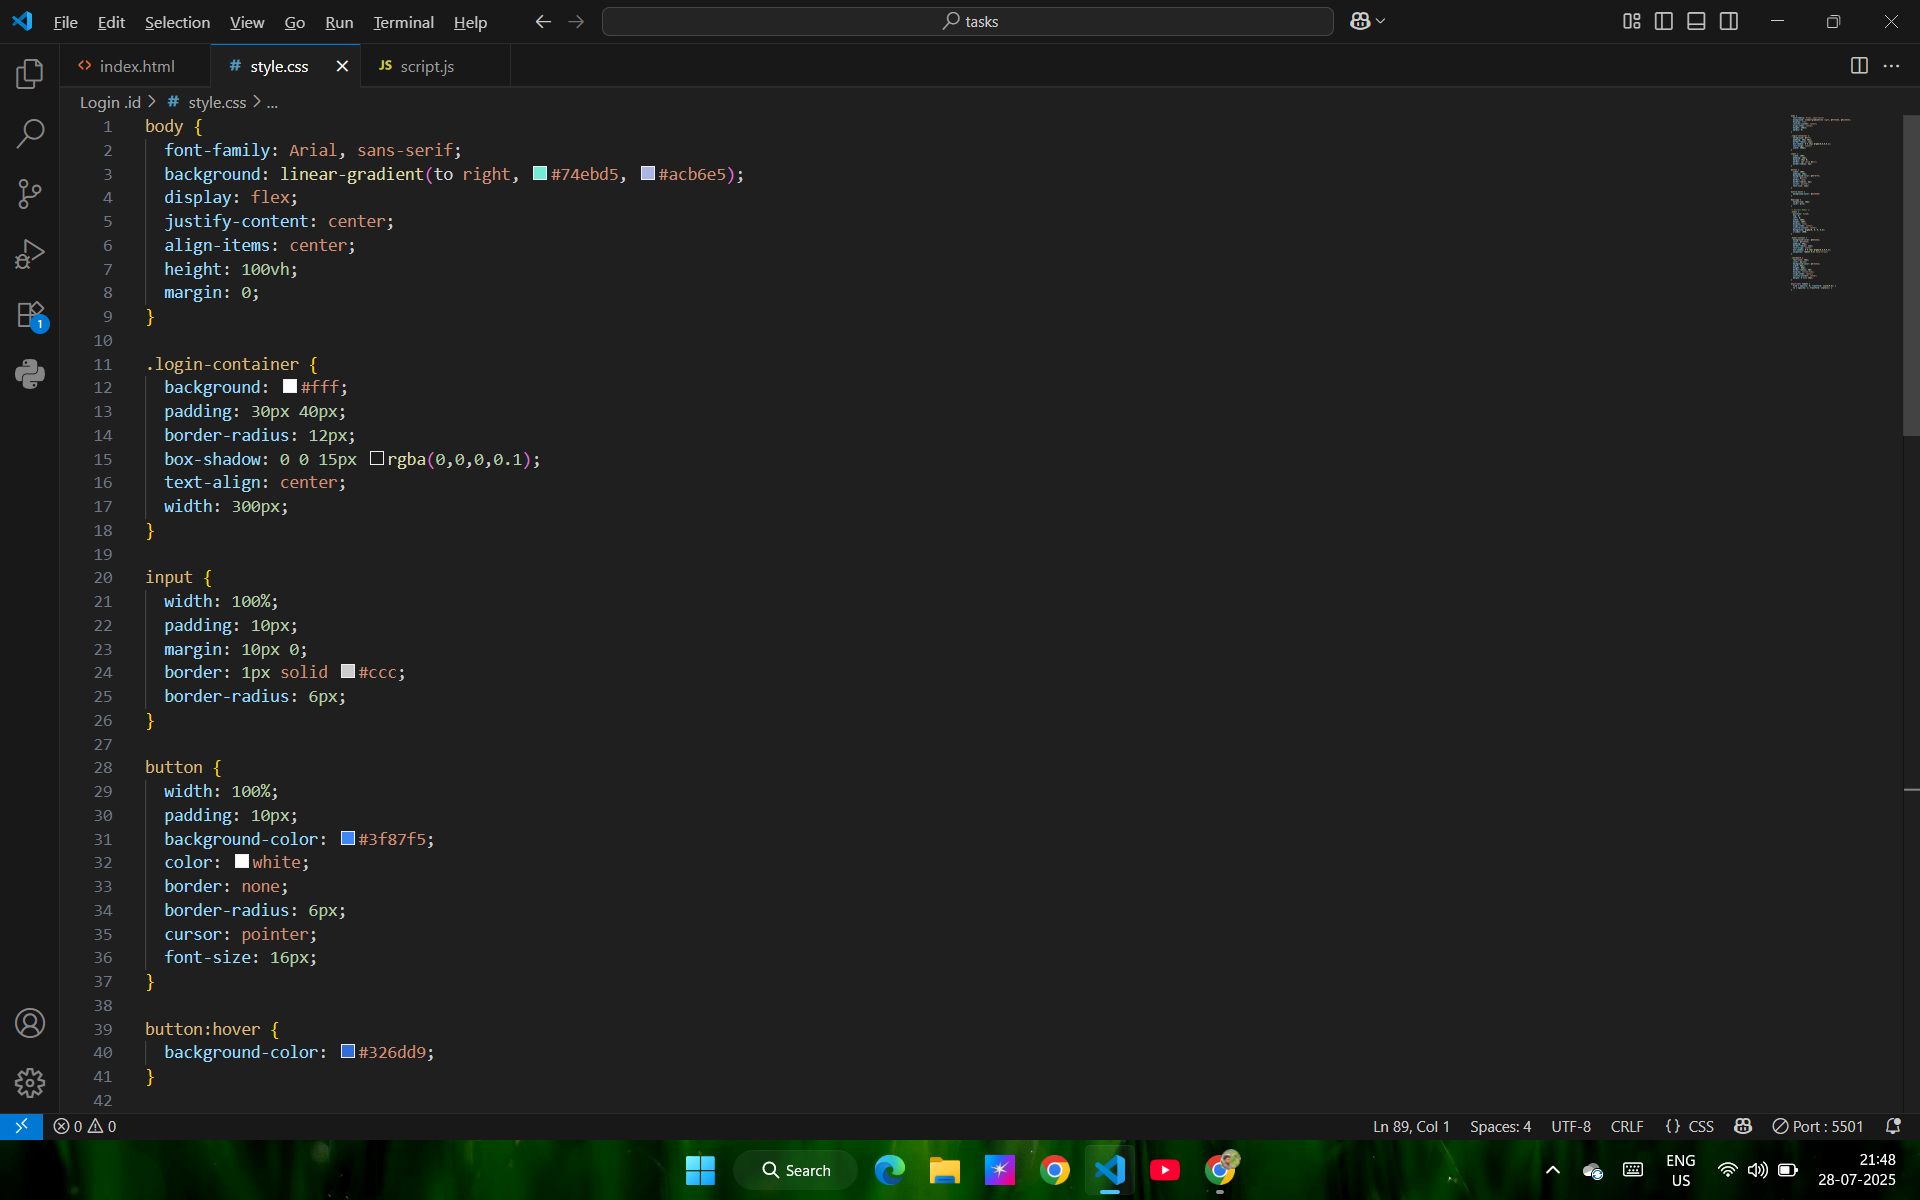 File Edit Selection View Go Run Terminal Help
tasks
index.html
# style.css
JS script.js
Login .id > # style.css > ...
1 body {
2 font-family: Arial, sans-serif;
3 background: linear-gradient(to right, #74ebd5, #acb6e5);
4 display: flex;
5 justify-content: center;
6 align-items: center;
7 height: 100vh;
8 margin: 0;
9 }
10
11 .login-container {
12 background: #fff;
13 padding: 30px 40px;
14 border-radius: 12px;
15 box-shadow: 0 0 15px rgba(0,0,0,0.1);
16 text-align: center;
17 width: 300px;
18 }
19
20 input {
21 width: 100%;
22 padding: 10px;
23 margin: 10px 0;
24 border: 1px solid #ccc;
25 border-radius: 6px;
26 }
27
28 button {
29 width: 100%;
30 padding: 10px;
31 background-color: #3f87f5;
32 color: white;
33 border: none;
34 border-radius: 6px;
35 cursor: pointer;
36 font-size: 16px;
37 }
38
39 button:hover {
40 background-color: #326dd9;
41 }
42
1
0 0
Ln 89, Col 1 Spaces: 4 UTF-8 CRLF {} CSS Port : 5501
Search
ENG
US
21:48
28-07-2025